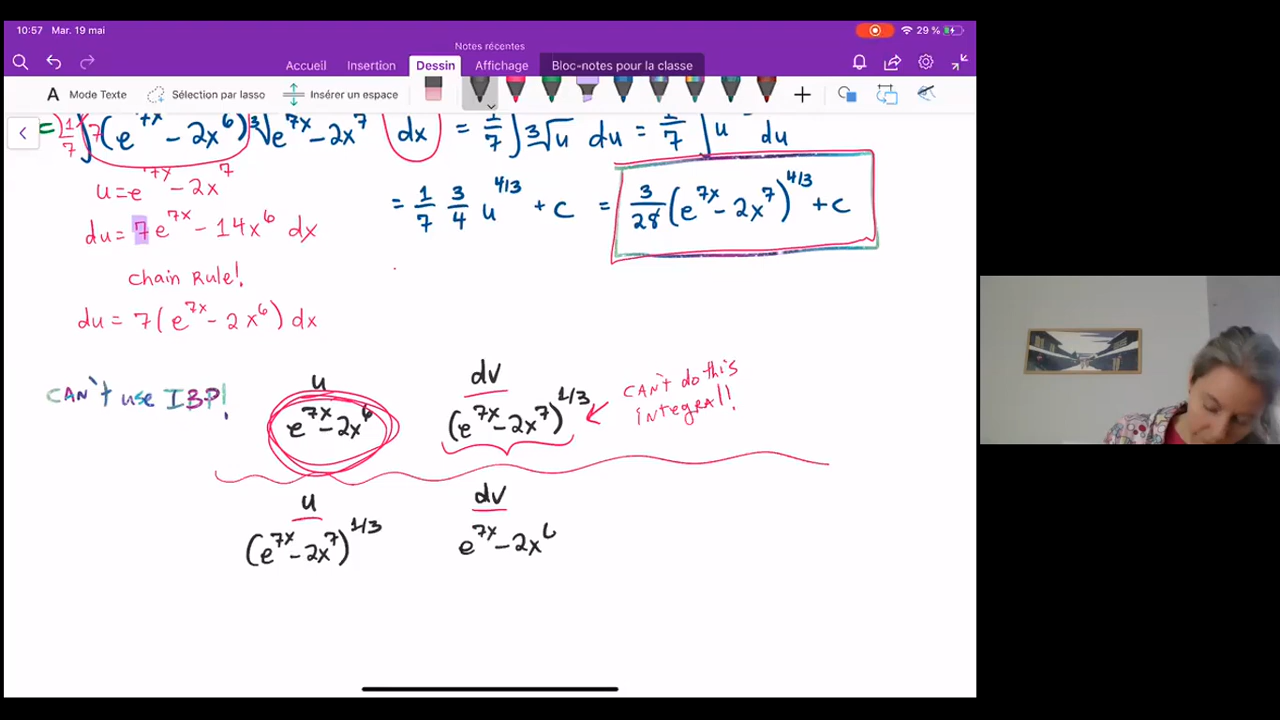 10:57 Mar. 19 mai 29 %
Notes récentes
Accueil Insertion Dessin Affichage Bloc-notes pour la classe
A Mode Texte Sélection par lasso Insérer un espace
=) 1/7 ∫ 7(e^7x − 2x^6) ∛e^7x − 2x^7 dx = 1/7 ∫ ∛u du = 1/7 ∫ u du
u = e^7x − 2x^7
= 1/7 3/4 u^4/3 + c = 3/28 (e^7x − 2x^7)^4/3 + c
du = 7e^7x − 14x^6 dx
Chain Rule!
du = 7(e^7x − 2x^6) dx
CAN'T use IBP!
u dv
e^7x − 2x^6 (e^7x − 2x^7)^1/3
CAN'T do this
integral!!
u dv
(e^7x − 2x^7)^1/3 e^7x − 2x^6